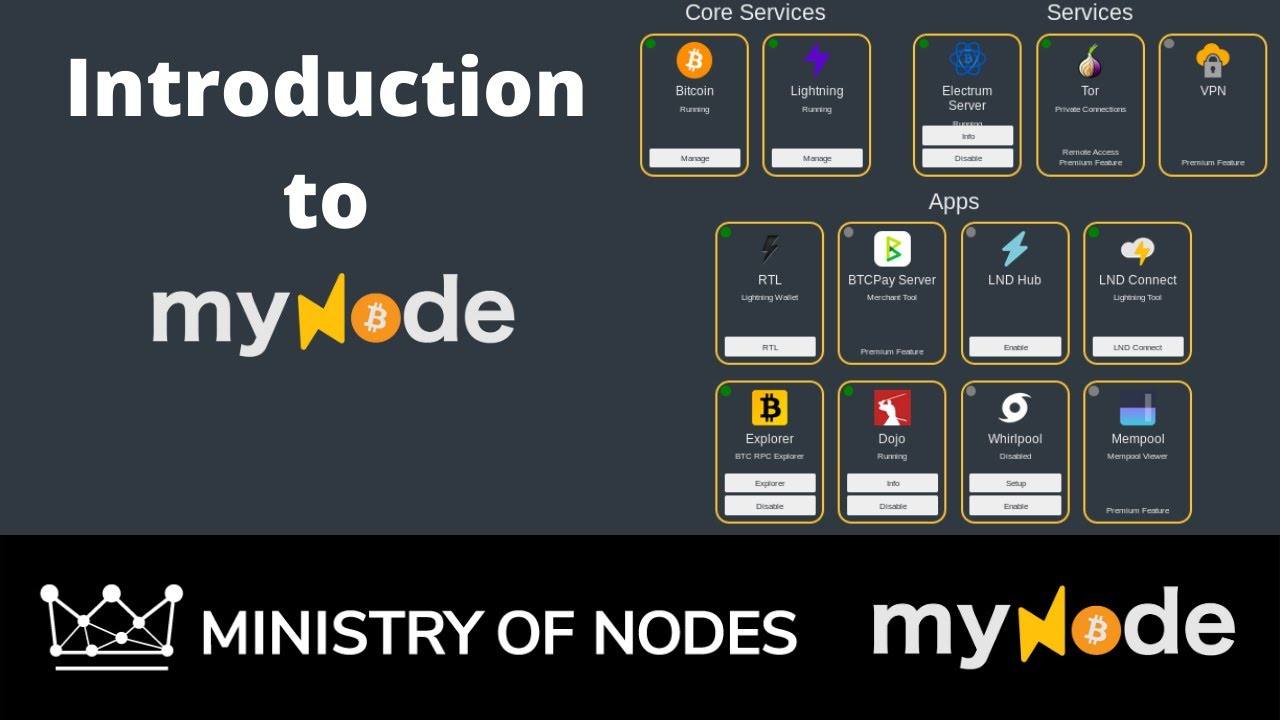 Introduction
to
myNode
Core Services
Bitcoin
Running
Manage
Lightning
Running
Manage
Services
Electrum
Server
Running
Info
Disable
Tor
Private Connections
Remote Access
Premium Feature
VPN
Premium Feature
Apps
RTL
Lightning Wallet
RTL
BTCPay Server
Merchant Tool
Premium Feature
LND Hub
Enable
LND Connect
Lightning Tool
LND Connect
Explorer
BTC RPC Explorer
Explorer
Disable
Dojo
Running
Info
Disable
Whirlpool
Disabled
Setup
Enable
Mempool
Mempool Viewer
Premium Feature
MINISTRY OF NODES
myNode